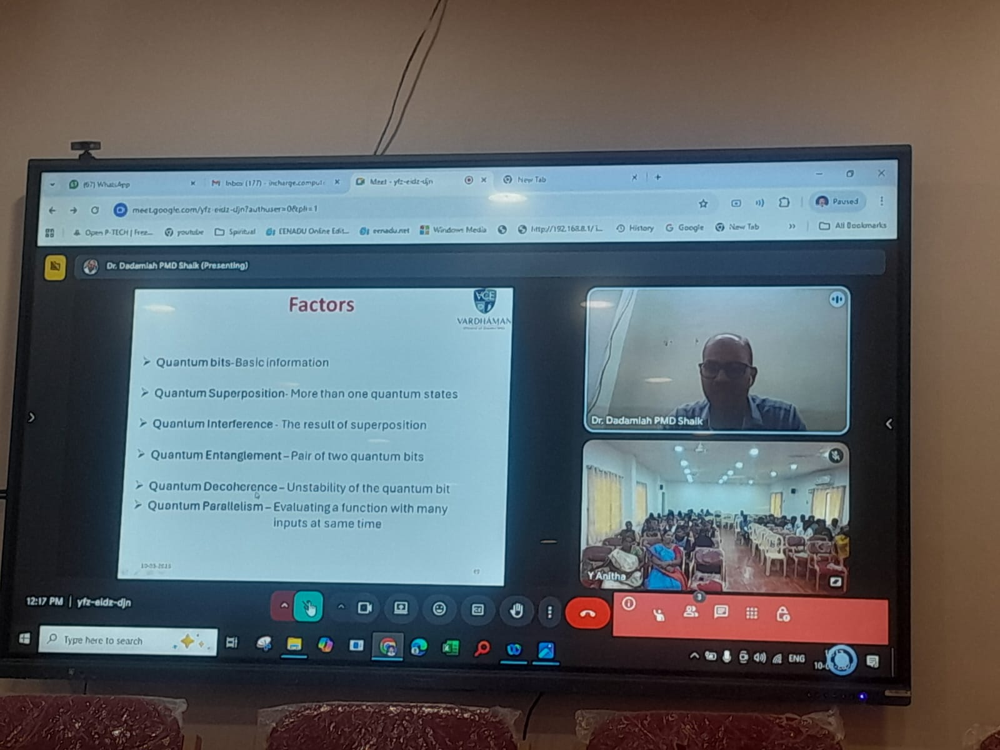 (67) WhatsApp
Inbox (177) - incharge.compute
Meet - yfz-eidz-djn
New Tab
meet.google.com/yfz-eidz-djn?authuser=0&pli=1
Paused
Open P-TECH | Free...
youtube
Spiritual
EENADU Online Edit...
eenadu.net
Windows Media
http://192.168.8.1/i...
History
Google
New Tab
All Bookmarks
Dr. Dadamiah PMD Shaik (Presenting)
Factors
VCE
VARDHAMAN
➢ Quantum bits-Basic information
➢ Quantum Superposition- More than one quantum states
➢ Quantum Interference - The result of superposition
➢ Quantum Entanglement – Pair of two quantum bits
➢ Quantum Decoherence – Unstability of the quantum bit
➢ Quantum Parallelism – Evaluating a function with many
inputs at same time
Dr. Dadamiah PMD Shaik
Y Anitha
12:17 PM | yfz-eidz-djn
3
Type here to search
ENG